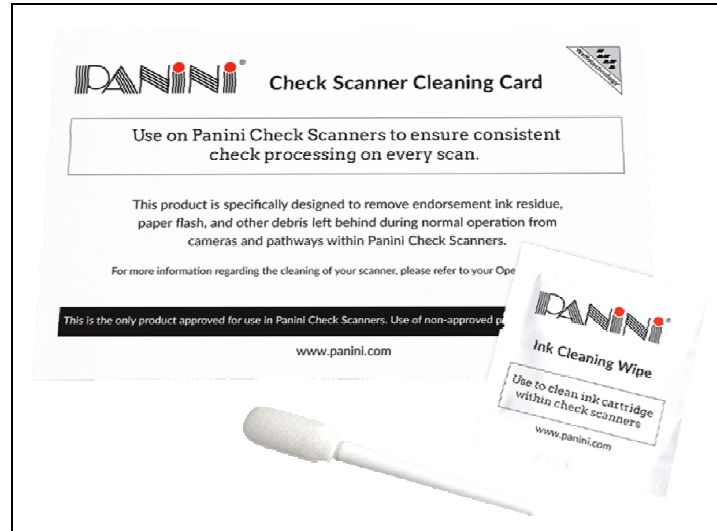 PANINI® Check Scanner Cleaning Card
Waffletechnology
Use on Panini Check Scanners to ensure consistent
check processing on every scan.
This product is specifically designed to remove endorsement ink residue,
paper flash, and other debris left behind during normal operation from
cameras and pathways within Panini Check Scanners.
For more information regarding the cleaning of your scanner, please refer to your
This is the only product approved for use in Panini Check Scanners. Use of non-approved
www.panini.com
PANINI®
Ink Cleaning Wipe
Use to clean ink cartridge
within check scanners
www.panini.com